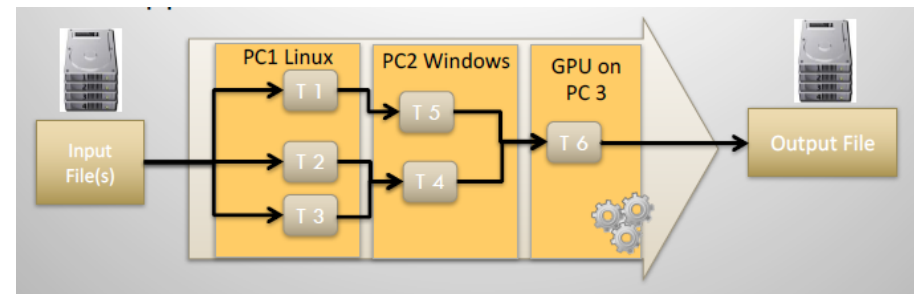 PC1 Linux
PC2 Windows
GPU on
PC 3
T 1
T 5
T 2
T 6
T 4
T 3
Input
File(s)
Output File